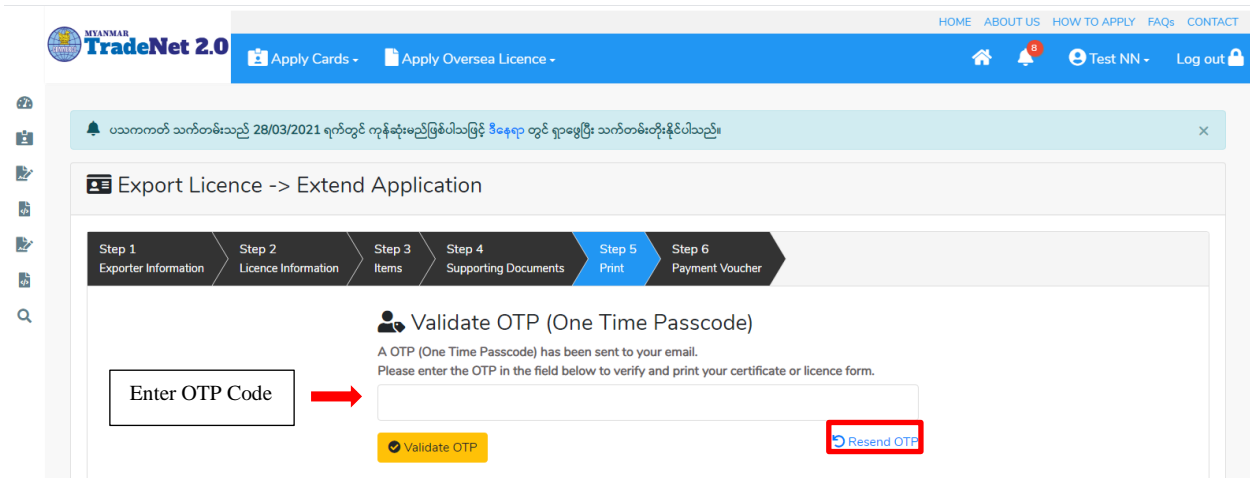 HOME ABOUT US HOW TO APPLY FAQs CONTACT
MYANMAR
TradeNet 2.0
Apply Cards
Apply Oversea Licence
8
Test NN
Log out
ပသကကတ် သက်တမ်းသည် 28/03/2021 ရက်တွင် ကုန်ဆုံးမည်ဖြစ်ပါသဖြင့် ဒီနေရာ တွင် ရှာဖွေပြီး သက်တမ်းတိုးနိုင်ပါသည်။
Export Licence -> Extend Application
Step 1 Step 2 Step 3 Step 4 Step 5 Step 6
Exporter Information Licence Information Items Supporting Documents Print Payment Voucher
Validate OTP (One Time Passcode)
A OTP (One Time Passcode) has been sent to your email.
Please enter the OTP in the field below to verify and print your certificate or licence form.
Enter OTP Code
Validate OTP
Resend OTP